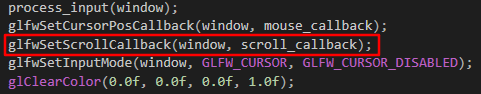 process_input(window);
glfwSetCursorPosCallback(window, mouse_callback);
glfwSetScrollCallback(window, scroll_callback);
glfwSetInputMode(window, GLFW_CURSOR, GLFW_CURSOR_DISABLED);
glClearColor(0.0f, 0.0f, 0.0f, 1.0f);